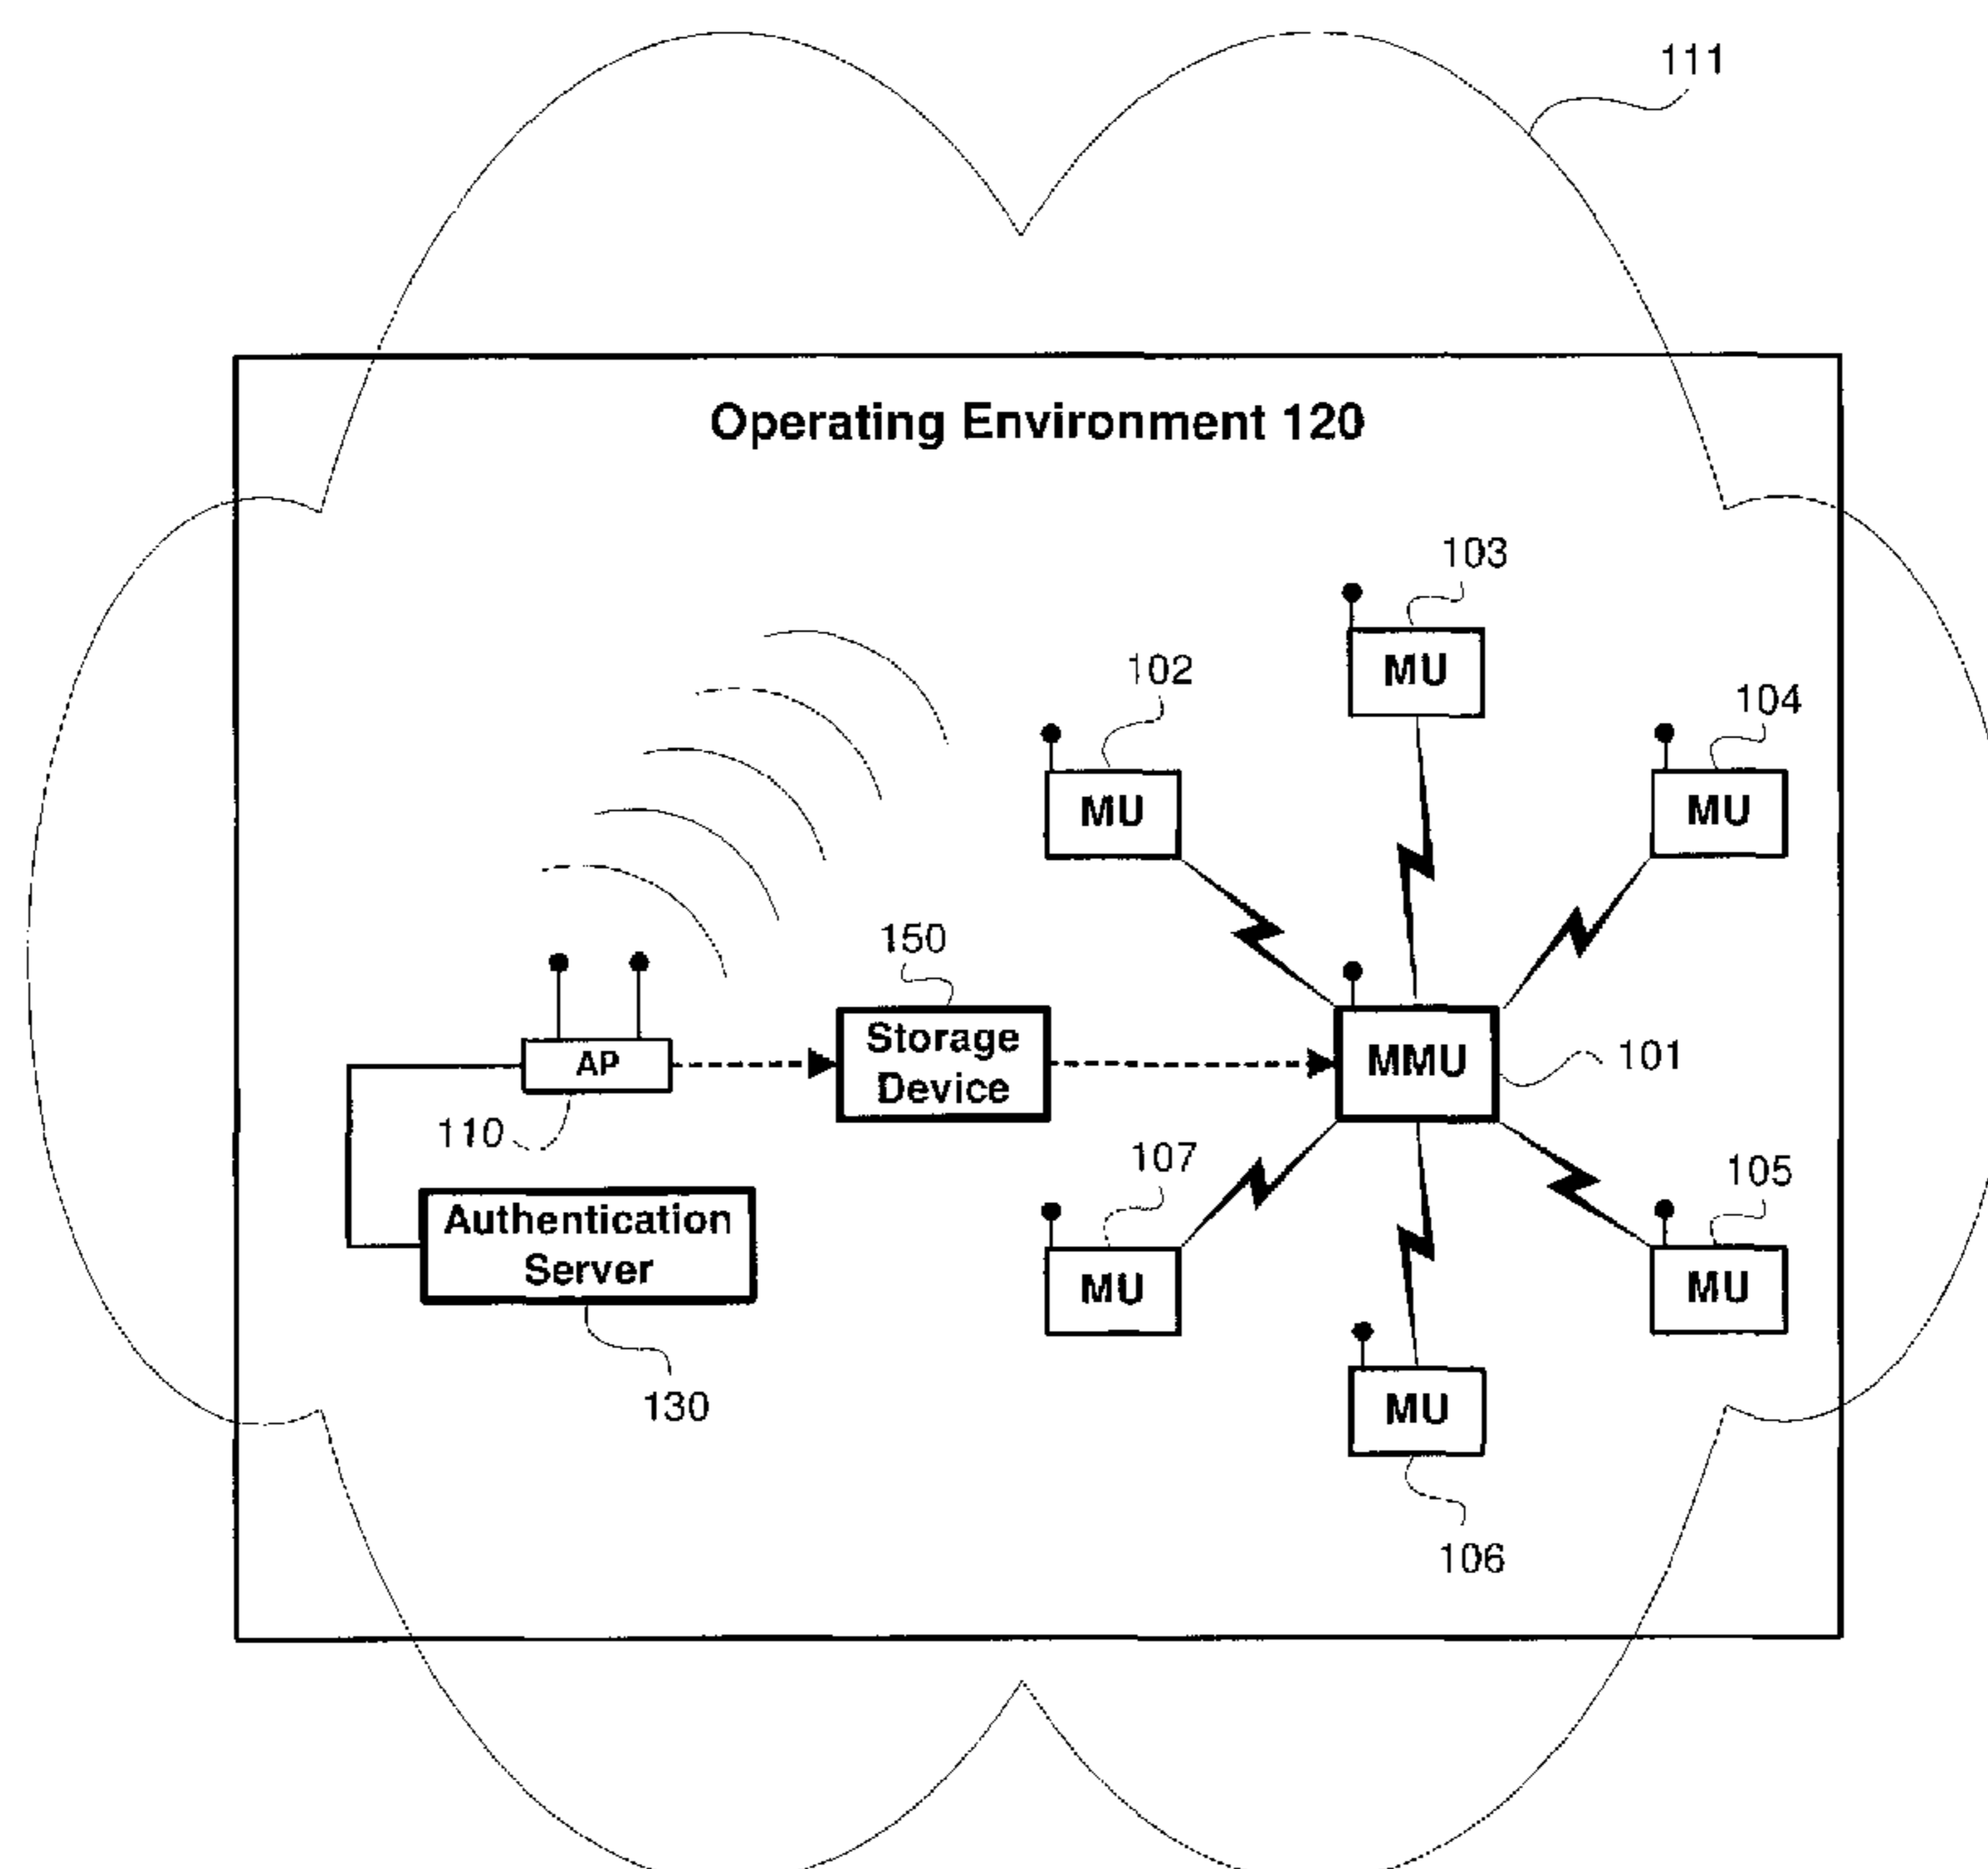 111
Operating Environment 120
103
MU
102
MU
104
MU
150
Storage
Device
AP
110
MMU
101
107
MU
105
MU
Authentication
Server
130
MU
106